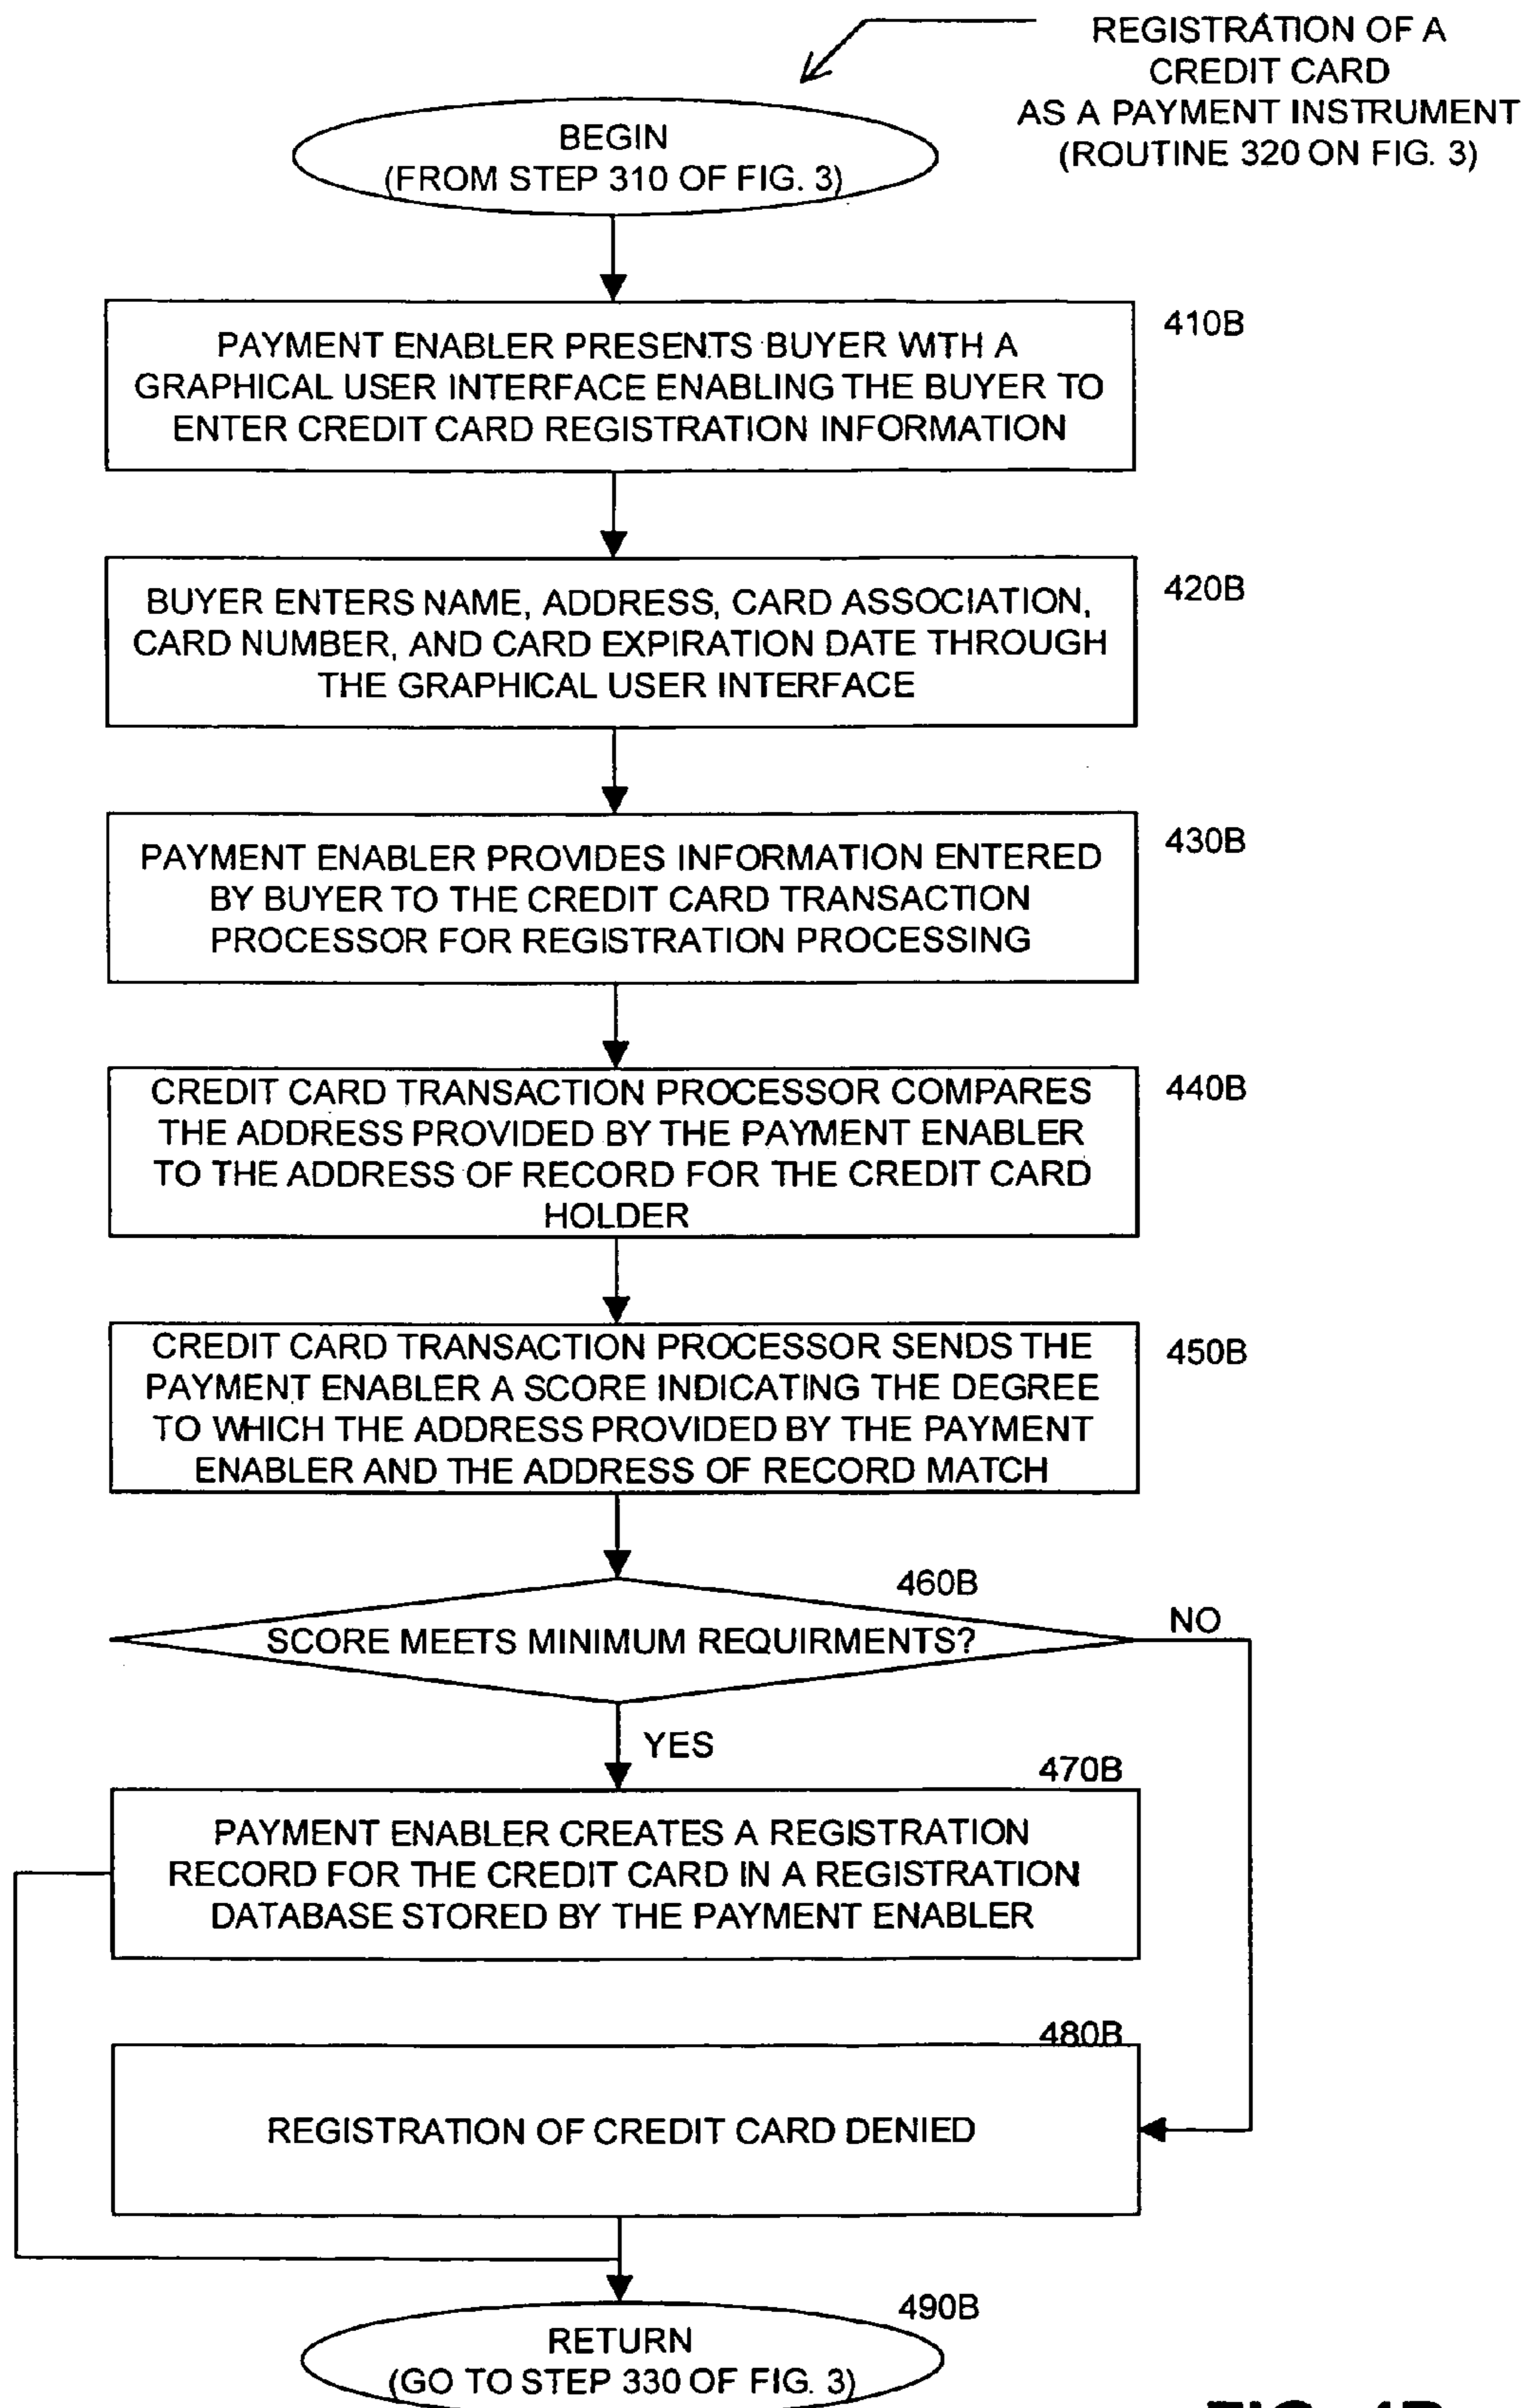 REGISTRATION OF A
CREDIT CARD
AS A PAYMENT INSTRUMENT
(ROUTINE 320 ON FIG. 3)
BEGIN
(FROM STEP 310 OF FIG. 3)
410B
PAYMENT ENABLER PRESENTS BUYER WITH A
GRAPHICAL USER INTERFACE ENABLING THE BUYER TO
ENTER CREDIT CARD REGISTRATION INFORMATION
420B
BUYER ENTERS NAME, ADDRESS, CARD ASSOCIATION,
CARD NUMBER, AND CARD EXPIRATION DATE THROUGH
THE GRAPHICAL USER INTERFACE
430B
PAYMENT ENABLER PROVIDES INFORMATION ENTERED
BY BUYER TO THE CREDIT CARD TRANSACTION
PROCESSOR FOR REGISTRATION PROCESSING
440B
CREDIT CARD TRANSACTION PROCESSOR COMPARES
THE ADDRESS PROVIDED BY THE PAYMENT ENABLER
TO THE ADDRESS OF RECORD FOR THE CREDIT CARD
HOLDER
450B
CREDIT CARD TRANSACTION PROCESSOR SENDS THE
PAYMENT ENABLER A SCORE INDICATING THE DEGREE
TO WHICH THE ADDRESS PROVIDED BY THE PAYMENT
ENABLER AND THE ADDRESS OF RECORD MATCH
460B
NO
SCORE MEETS MINIMUM REQUIRMENTS?
YES
470B
PAYMENT ENABLER CREATES A REGISTRATION
RECORD FOR THE CREDIT CARD IN A REGISTRATION
DATABASE STORED BY THE PAYMENT ENABLER
480B
REGISTRATION OF CREDIT CARD DENIED
490B
RETURN
(GO TO STEP 330 OF FIG. 3)